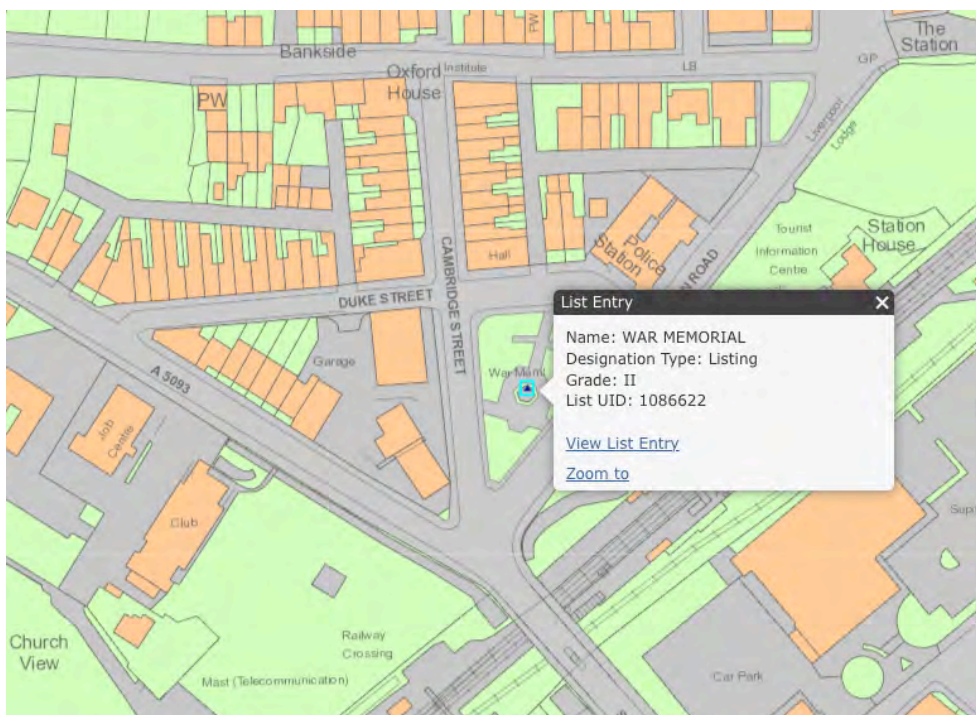 Bankside
PW
The
Station
Oxford
House
Institute
LB
GP
PW
Liverpool
Lodge
Tourist
Information
Centre
Station
House
Police
Station
Hall
CAMBRIDGE STREET
DUKE STREET
N ROAD
List Entry
Name: WAR MEMORIAL
Designation Type: Listing
Grade: II
List UID: 1086622
View List Entry
Zoom to
War Meml
Garage
A 5093
Job
Centre
Club
Church
View
Railway
Crossing
Mast (Telecommunication)
Car Park